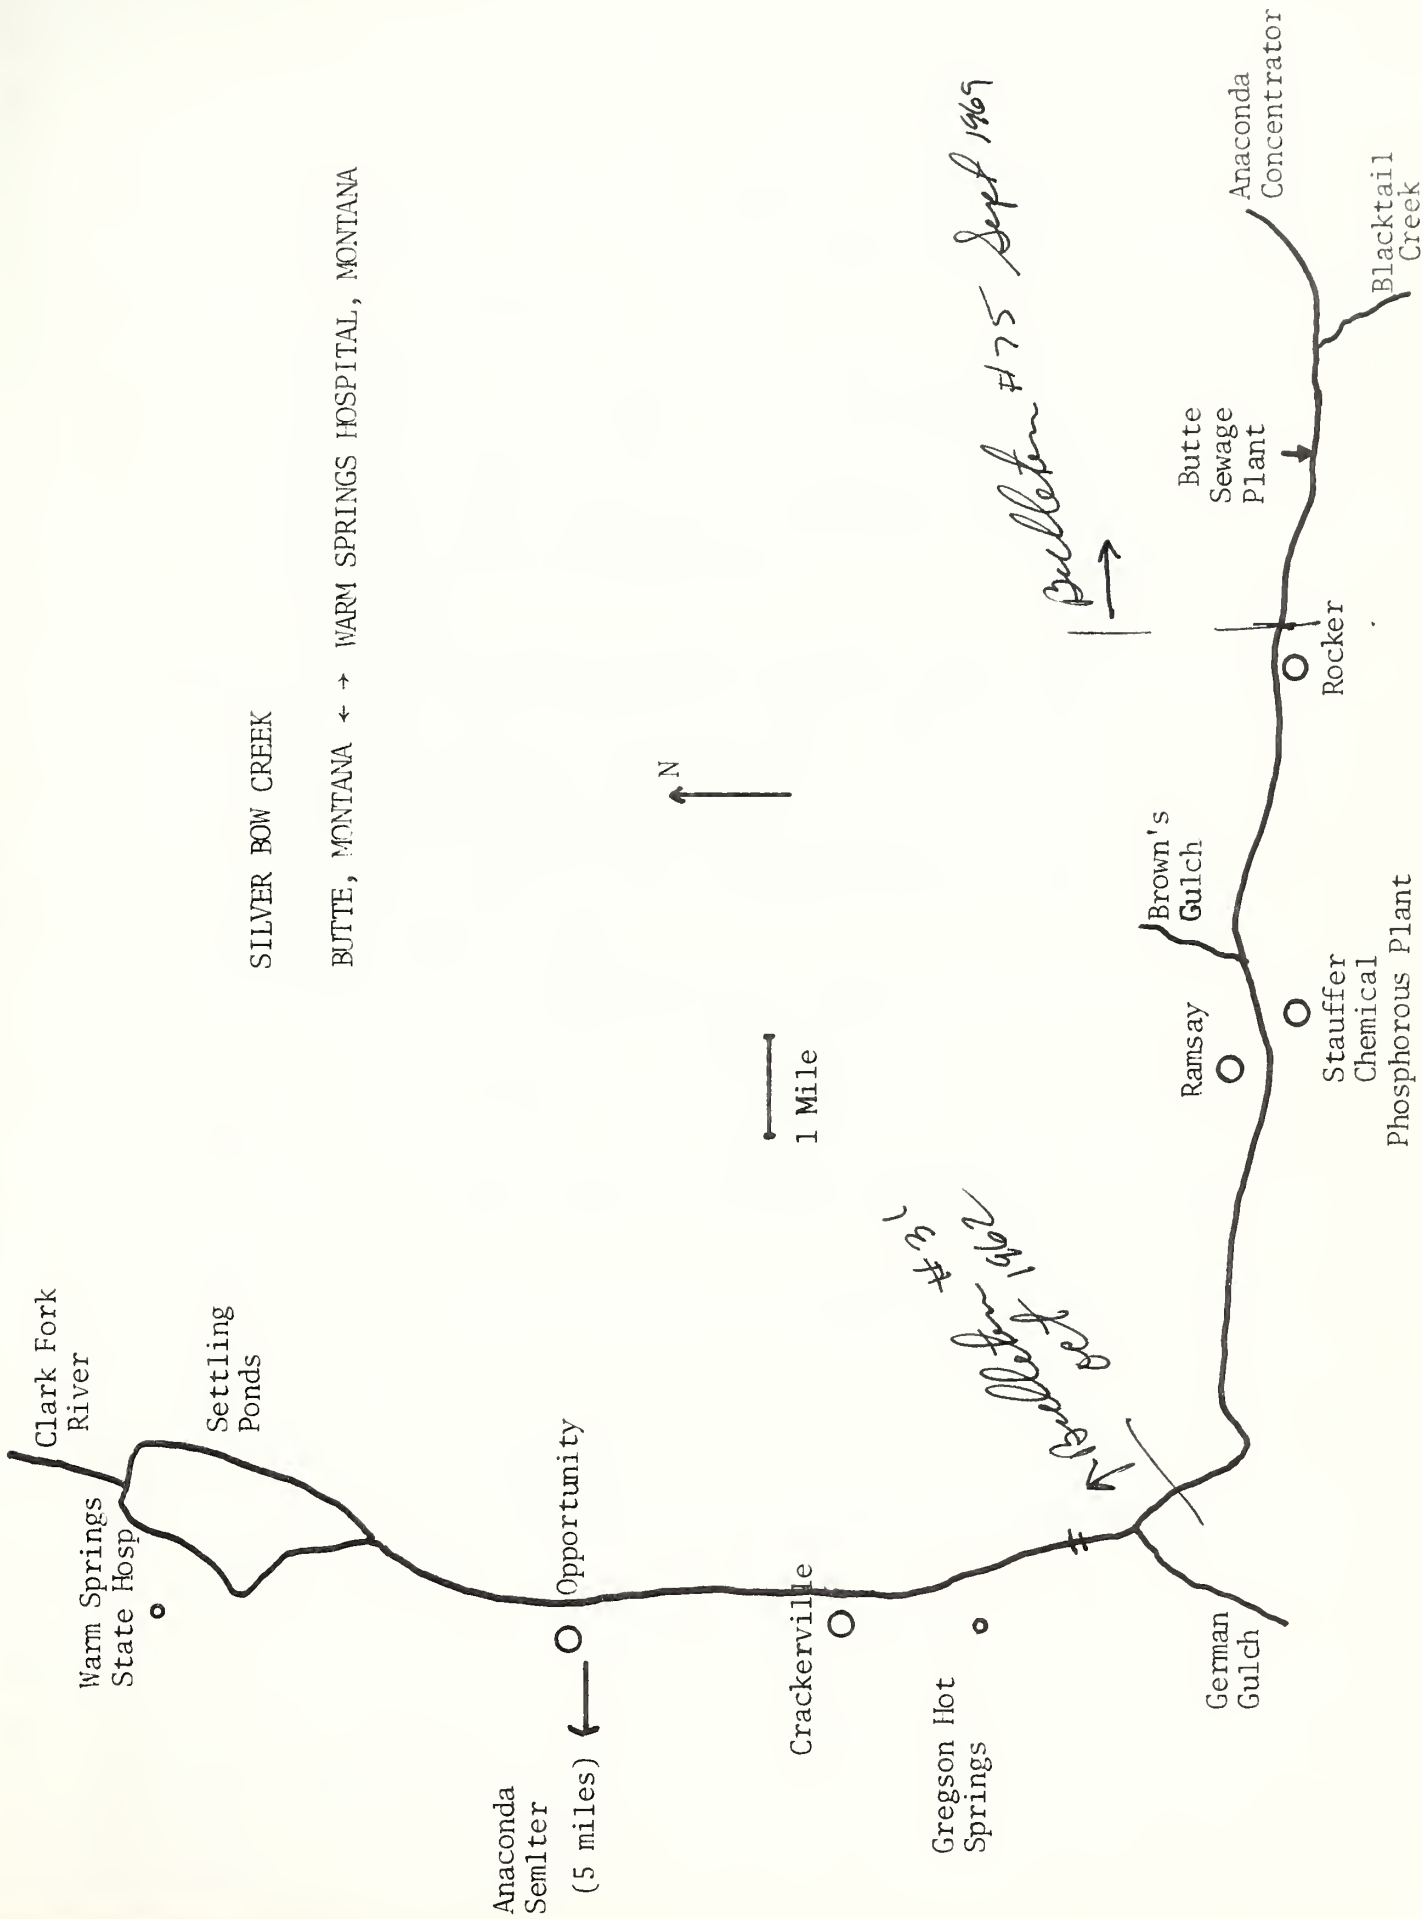 SILVER BOW CREEK
BUTTE, MONTANA ← → WARM SPRINGS HOSPITAL, MONTANA
Clark Fork
River
Warm Springs
State Hosp
Settling
Ponds
Anaconda
Semlter
(5 miles)
Opportunity
N
1 Mile
Crackerville
Gregson Hot
Springs
Bulletin #31
Oct 1962
Bulletin #75 Sept 1969
German
Gulch
Ramsay
Brown's
Gulch
Stauffer
Chemical
Phosphorous Plant
Rocker
Butte
Sewage
Plant
Anaconda
Concentrator
Blacktail
Creek